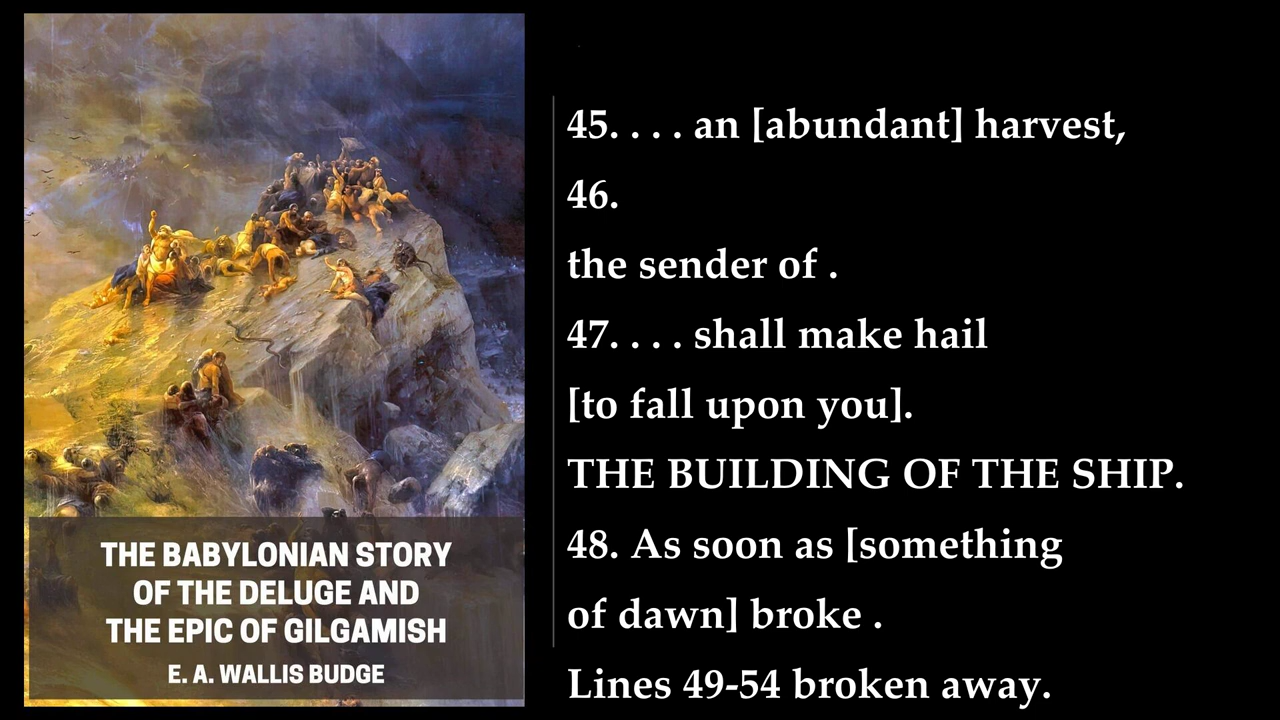 THE BABYLONIAN STORY
OF THE DELUGE AND
THE EPIC OF GILGAMISH
E. A. WALLIS BUDGE
45. . . . an [abundant] harvest,
46.
the sender of .
47. . . . shall make hail
[to fall upon you].
THE BUILDING OF THE SHIP.
48. As soon as [something
of dawn] broke .
Lines 49-54 broken away.